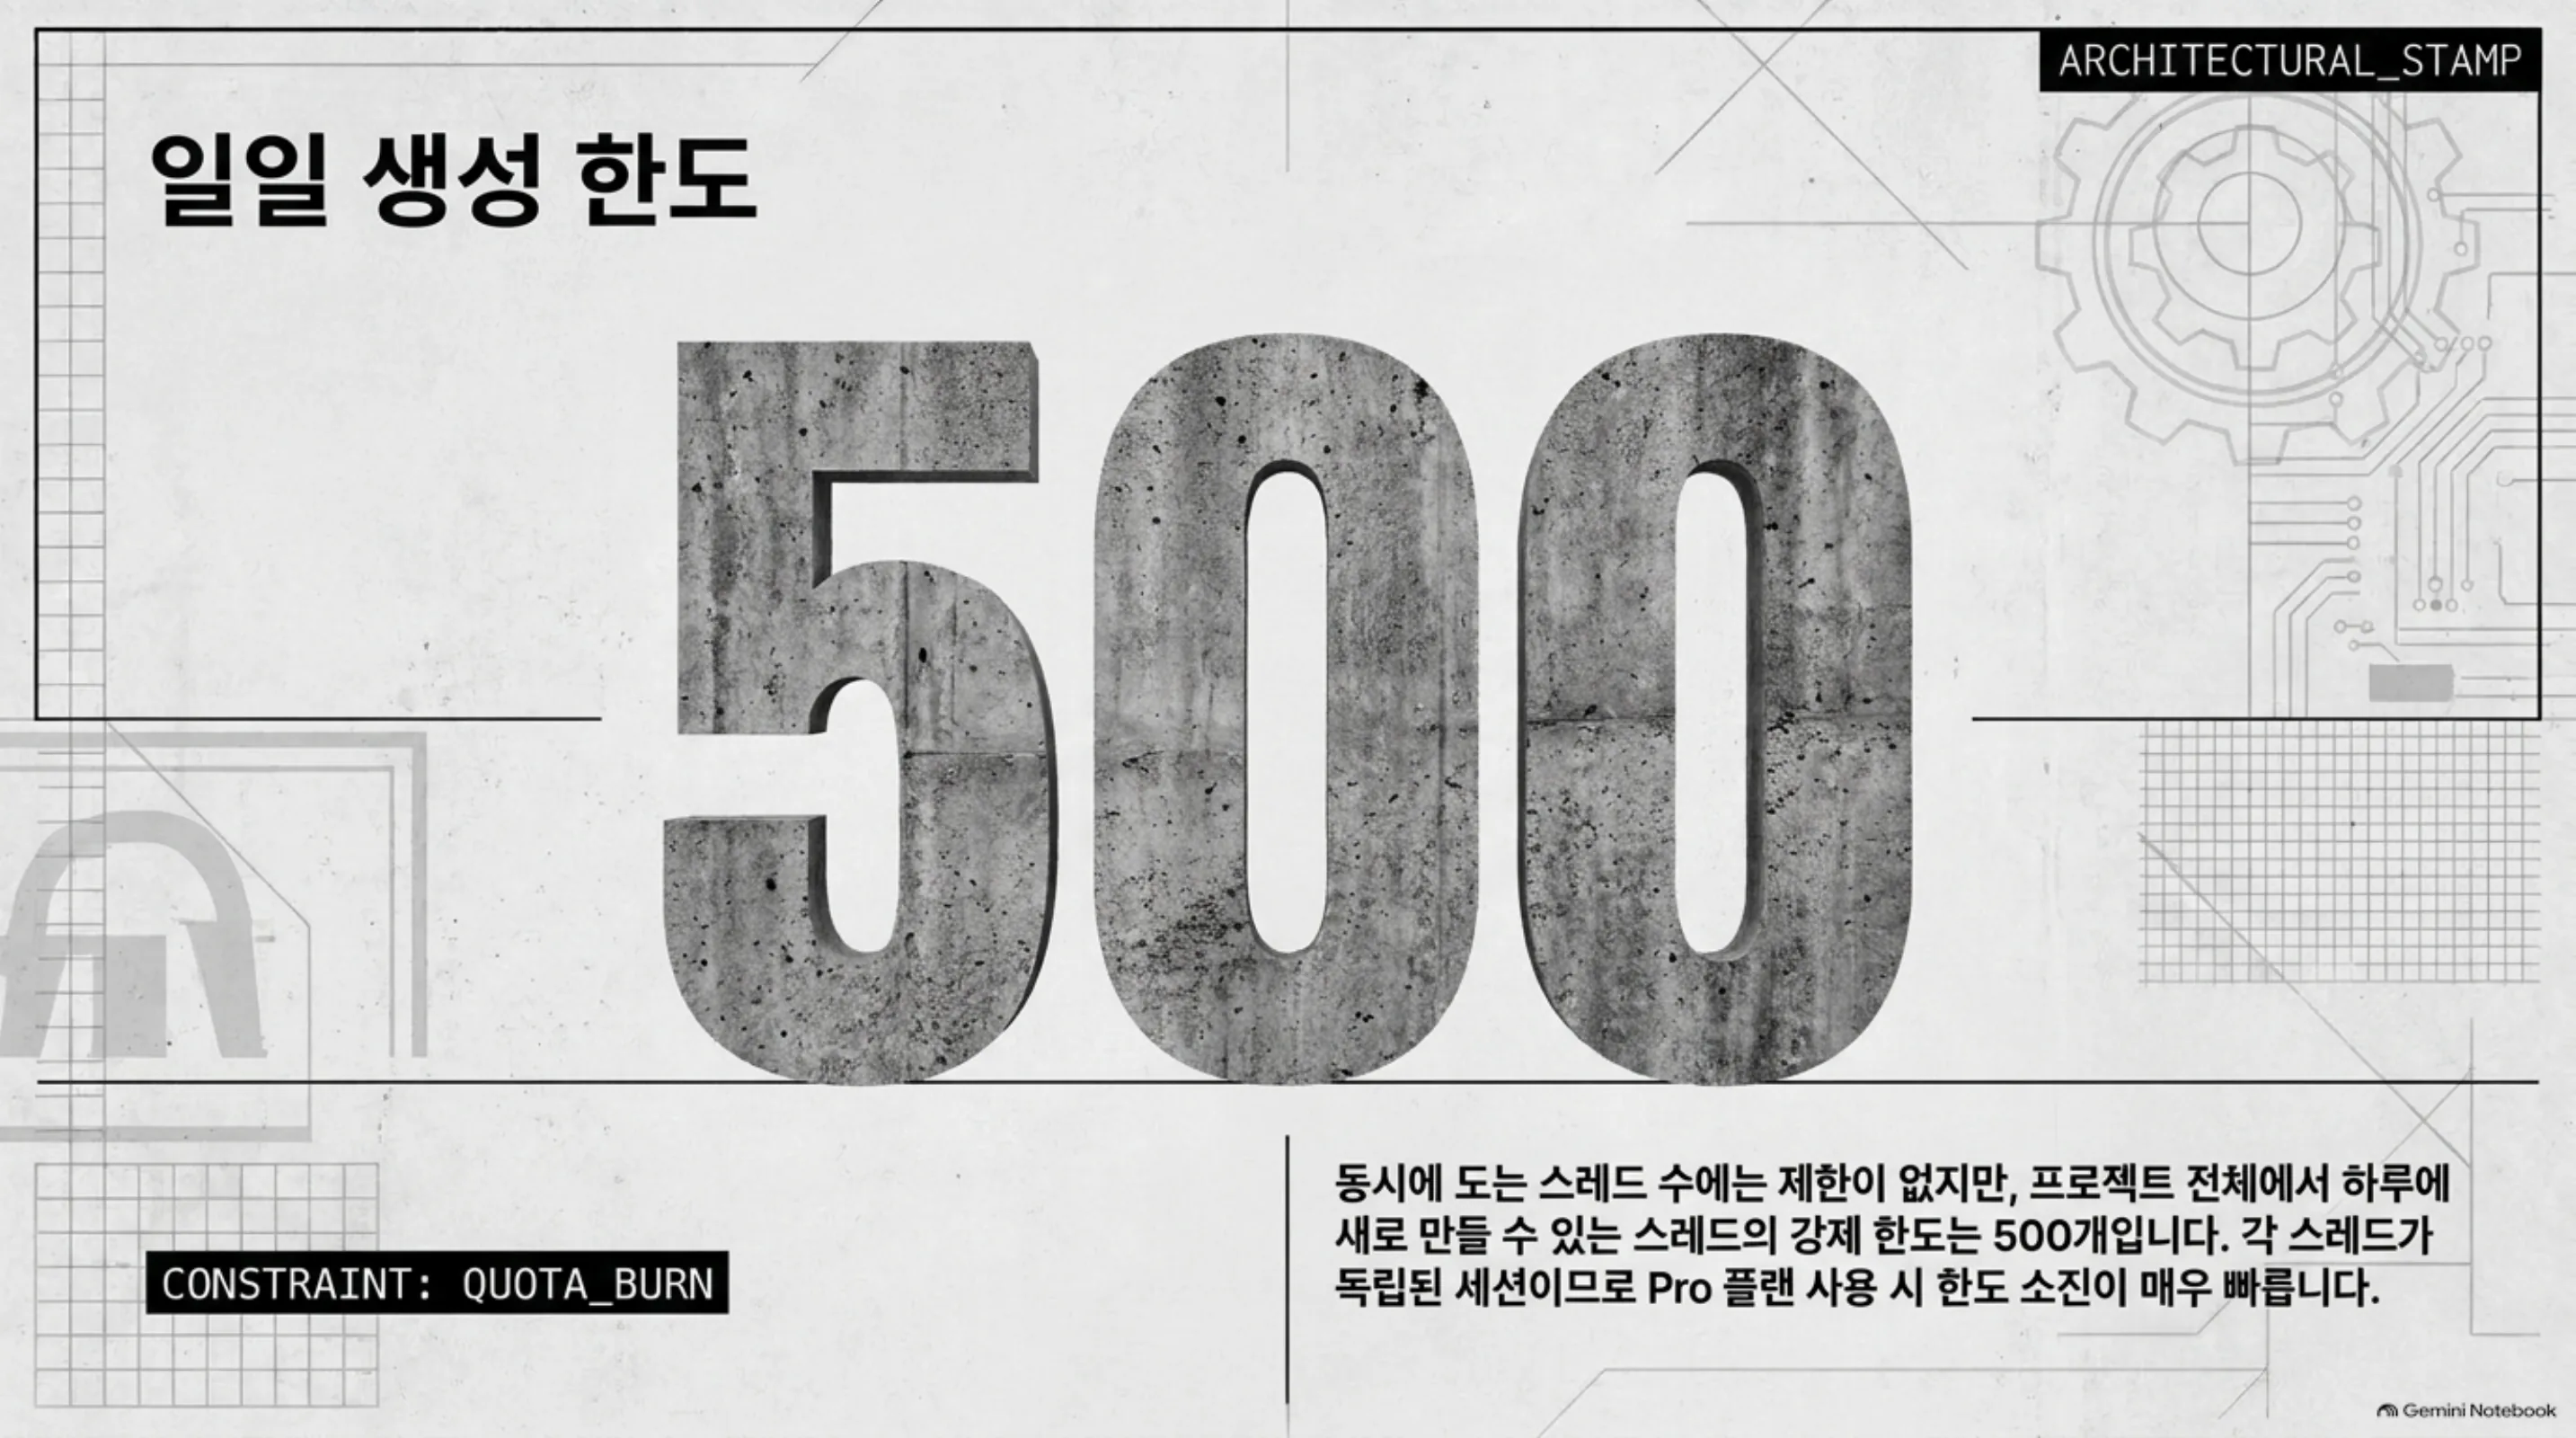 ARCHITECTURAL_STAMP
일일 생성 한도
500
CONSTRAINT: QUOTA_BURN
동시에 도는 스레드 수에는 제한이 없지만, 프로젝트 전체에서 하루에
새로 만들 수 있는 스레드의 강제 한도는 500개입니다. 각 스레드가
독립된 세션이므로 Pro 플랜 사용 시 한도 소진이 매우 빠릅니다.
Gemini Notebook